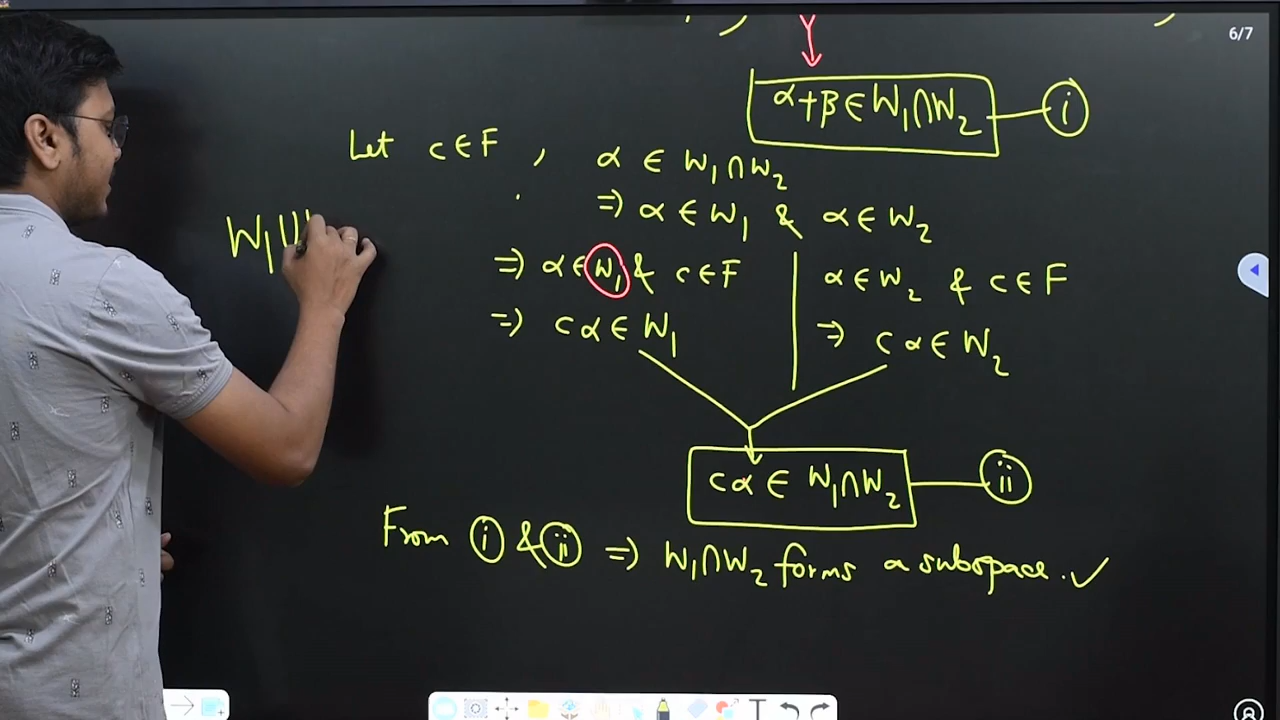 6/7
α+β ∈ W₁∩W₂ — i
Let c ∈ F , α ∈ W₁∩W₂
⇒ α ∈ W₁ & α ∈ W₂
W₁U
⇒ α ∈ W₁ & c ∈ F | α ∈ W₂ & c ∈ F
⇒ cα ∈ W₁ | ⇒ cα ∈ W₂
cα ∈ W₁∩W₂ — ii
From i & ii ⇒ W₁∩W₂ forms a subspace. ✓
T